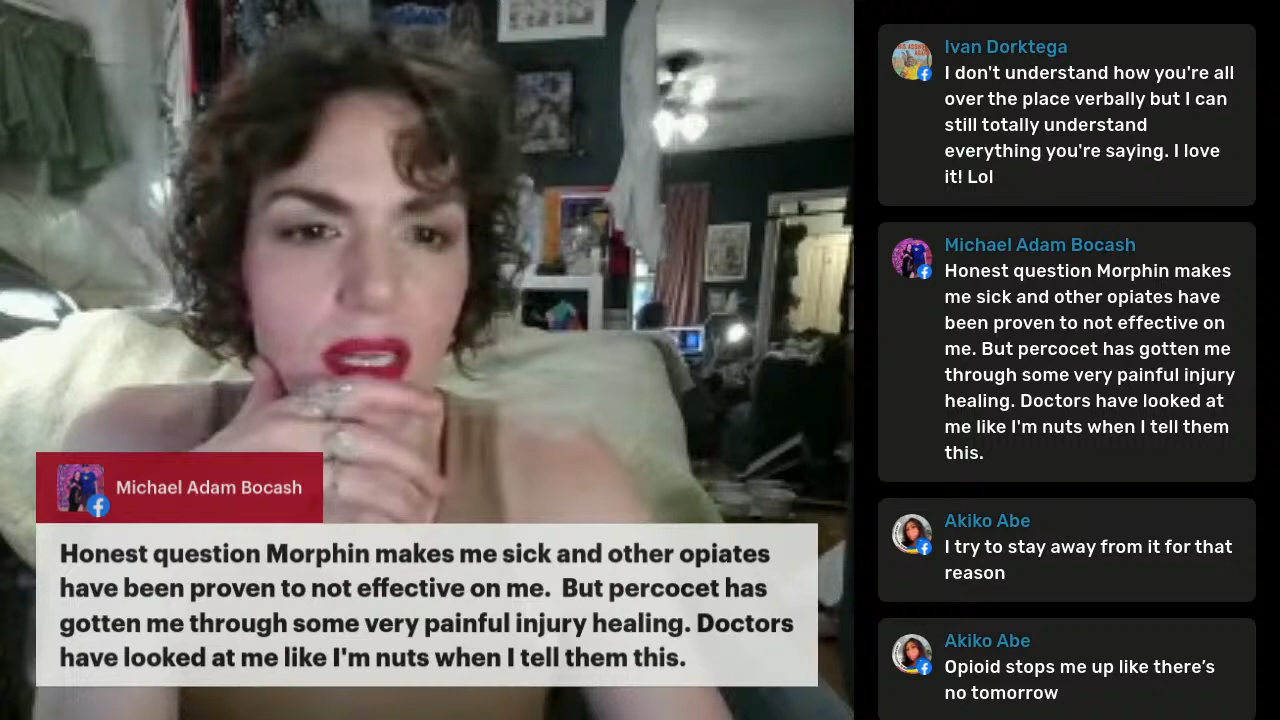 Michael Adam Bocash
Honest question Morphin makes me sick and other opiates
have been proven to not effective on me.  But percocet has
gotten me through some very painful injury healing. Doctors
have looked at me like I'm nuts when I tell them this.
Ivan Dorktega
I don't understand how you're all
over the place verbally but I can
still totally understand
everything you're saying. I love
it! Lol
Michael Adam Bocash
Honest question Morphin makes
me sick and other opiates have
been proven to not effective on
me. But percocet has gotten me
through some very painful injury
healing. Doctors have looked at
me like I'm nuts when I tell them
this.
Akiko Abe
I try to stay away from it for that
reason
Akiko Abe
Opioid stops me up like there’s
no tomorrow